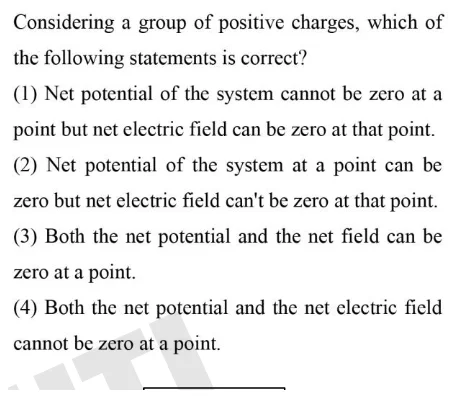 Considering a group of positive charges, which of
the following statements is correct?
(1) Net potential of the system cannot be zero at a
point but net electric field can be zero at that point.
(2) Net potential of the system at a point can be
zero but net electric field can't be zero at that point.
(3) Both the net potential and the net field can be
zero at a point.
(4) Both the net potential and the net electric field
cannot be zero at a point.